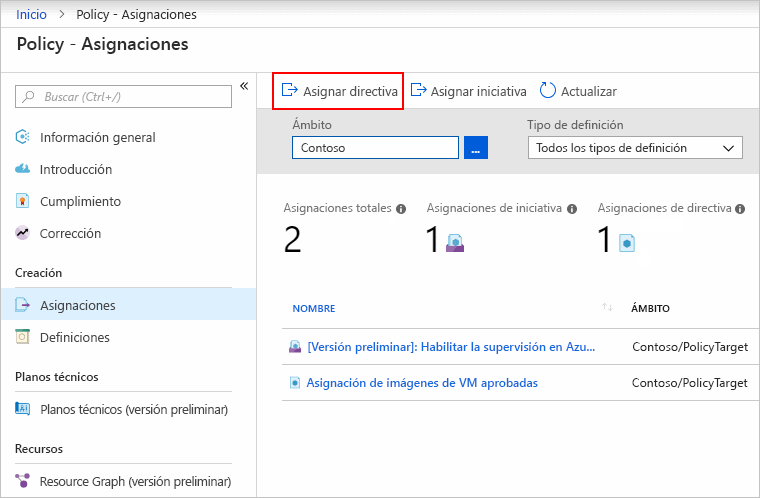 Inicio > Policy - Asignaciones
Policy - Asignaciones
«
Buscar (Ctrl+/)
Información general
Introducción
Cumplimiento
Corrección
Creación
Asignaciones
Definiciones
Planos técnicos
Planos técnicos (versión preliminar)
Recursos
Resource Graph (versión preliminar)
Asignar directiva Asignar iniciativa Actualizar
Ámbito Tipo de definición
Contoso ... Todos los tipos de definición
Asignaciones totales Asignaciones de iniciativa Asignaciones de directiva
2 1 1
NOMBRE ↑↓ ÁMBITO
[Versión preliminar]: Habilitar la supervisión en Azu... Contoso/PolicyTarget
Asignación de imágenes de VM aprobadas Contoso/PolicyTarget